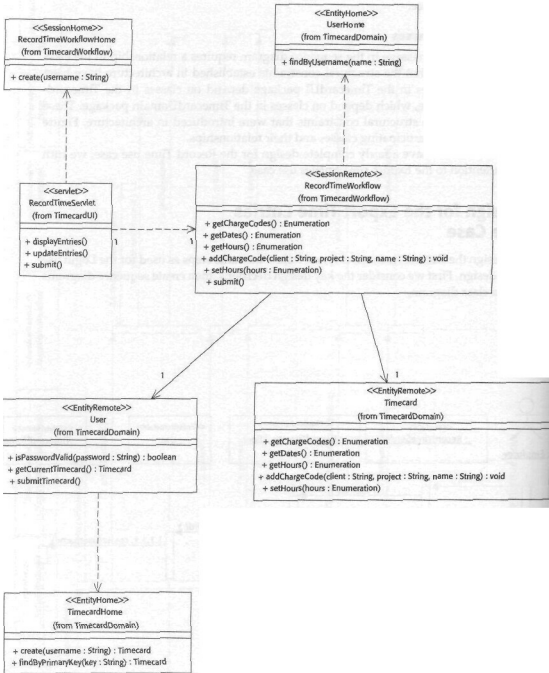 <<SessionHome>>
RecordTimeWorkflowHome
(from TimecardWorkflow)
+ create(username : String)
<<EntityHome>>
UserHome
(from TimecardDomain)
+ findByUsername(name : String)
<<servlet>>
RecordTimeServlet
(from TimecardUI)
+ displayEntries()
+ updateEntries()
+ submit()
1
1
<<SessionRemote>>
RecordTimeWorkflow
(from TimecardWorkflow)
+ getChargeCodes() : Enumeration
+ getDates() : Enumeration
+ getHours() : Enumeration
+ addChargeCode(client : String, project : String, name : String) : void
+ setHours(hours : Enumeration)
+ submit()
1
1
<<EntityRemote>>
User
(from TimecardDomain)
+ isPasswordValid(password : String) : boolean
+ getCurrentTimecard() : Timecard
+ submitTimecard()
<<EntityRemote>>
Timecard
(from TimecardDomain)
+ getChargeCodes() : Enumeration
+ getDates() : Enumeration
+ getHours() : Enumeration
+ addChargeCode(client : String, project : String, name : String) : void
+ setHours(hours : Enumeration)
<<EntityHome>>
TimecardHome
(from TimecardDomain)
+ create(username : String) : Timecard
+ findByPrimaryKey(key : String) : Timecard